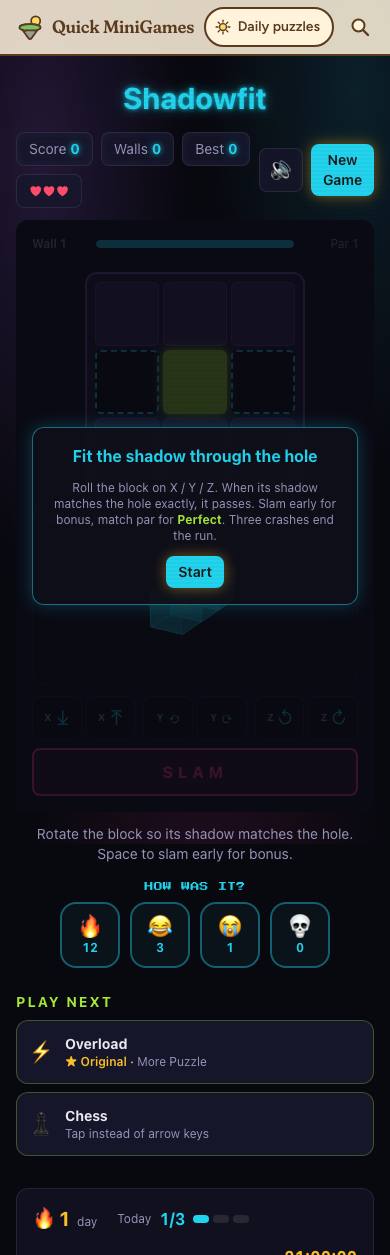 Quick MiniGames
Daily puzzles
Shadowfit
Score 0
Walls 0
Best 0
New Game
Wall 1
Par 1
Fit the shadow through the hole
Roll the block on X / Y / Z. When its shadow
matches the hole exactly, it passes. Slam early for
bonus, match par for Perfect. Three crashes end
the run.
Start
X
X
Y
Y
Z
Z
SLAM
Rotate the block so its shadow matches the hole.
Space to slam early for bonus.
HOW WAS IT?
12
3
1
0
PLAY NEXT
Overload
Original · More Puzzle
Chess
Tap instead of arrow keys
1 day
Today 1/3